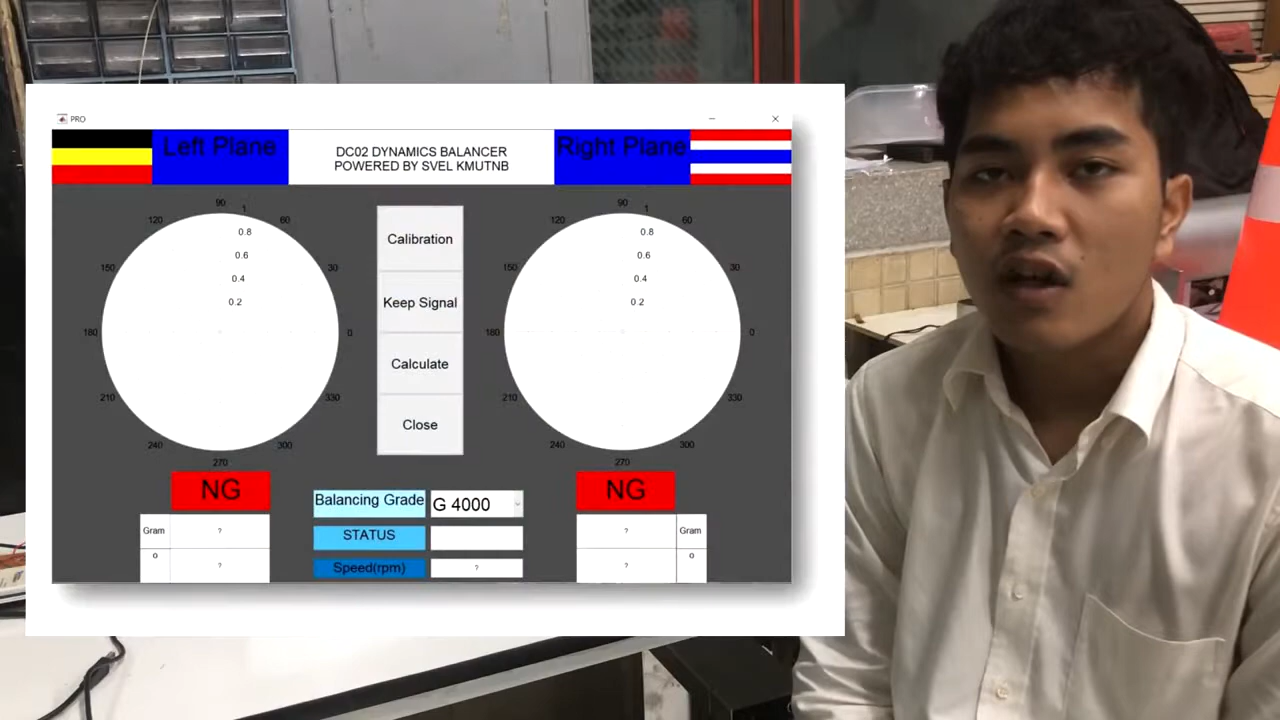 PRO
Left Plane
DC02 DYNAMICS BALANCER
POWERED BY SVEL KMUTNB
Right Plane
90
120
1
60
0.8
150
0.6
30
0.4
0.2
180
0
210
330
240
300
270
Calibration
Keep Signal
Calculate
Close
90
120
1
60
0.8
150
0.6
30
0.4
0.2
180
0
210
330
240
300
270
NG
Gram
?
o
?
Balancing Grade
G 4000
STATUS
Speed(rpm)
?
NG
?
Gram
?
o